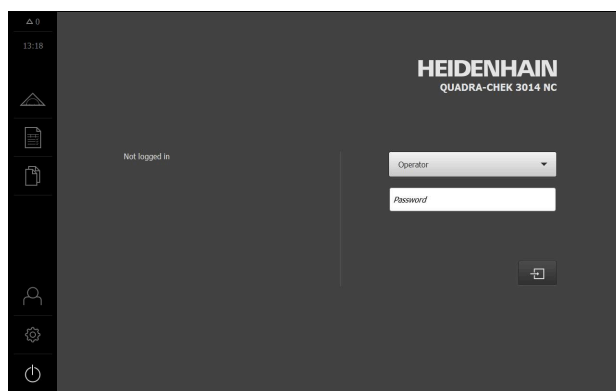 0
13:18
HEIDENHAIN
QUADRA-CHEK 3014 NC
Not logged in
Operator
Password